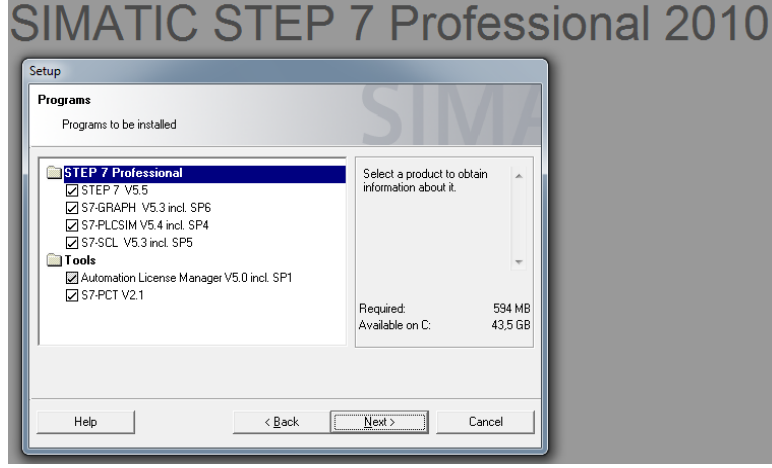 SIMATIC STEP 7 Professional 2010
Setup
Programs
Programs to be installed
SIMA
STEP 7 Professional
STEP 7 V5.5
S7-GRAPH V5.3 incl. SP6
S7-PLCSIM V5.4 incl. SP4
S7-SCL V5.3 incl. SP5
Tools
Automation License Manager V5.0 incl. SP1
S7-PCT V2.1
Select a product to obtain
information about it.
Required: 594 MB
Available on C: 43,5 GB
Help
< Back
Next >
Cancel